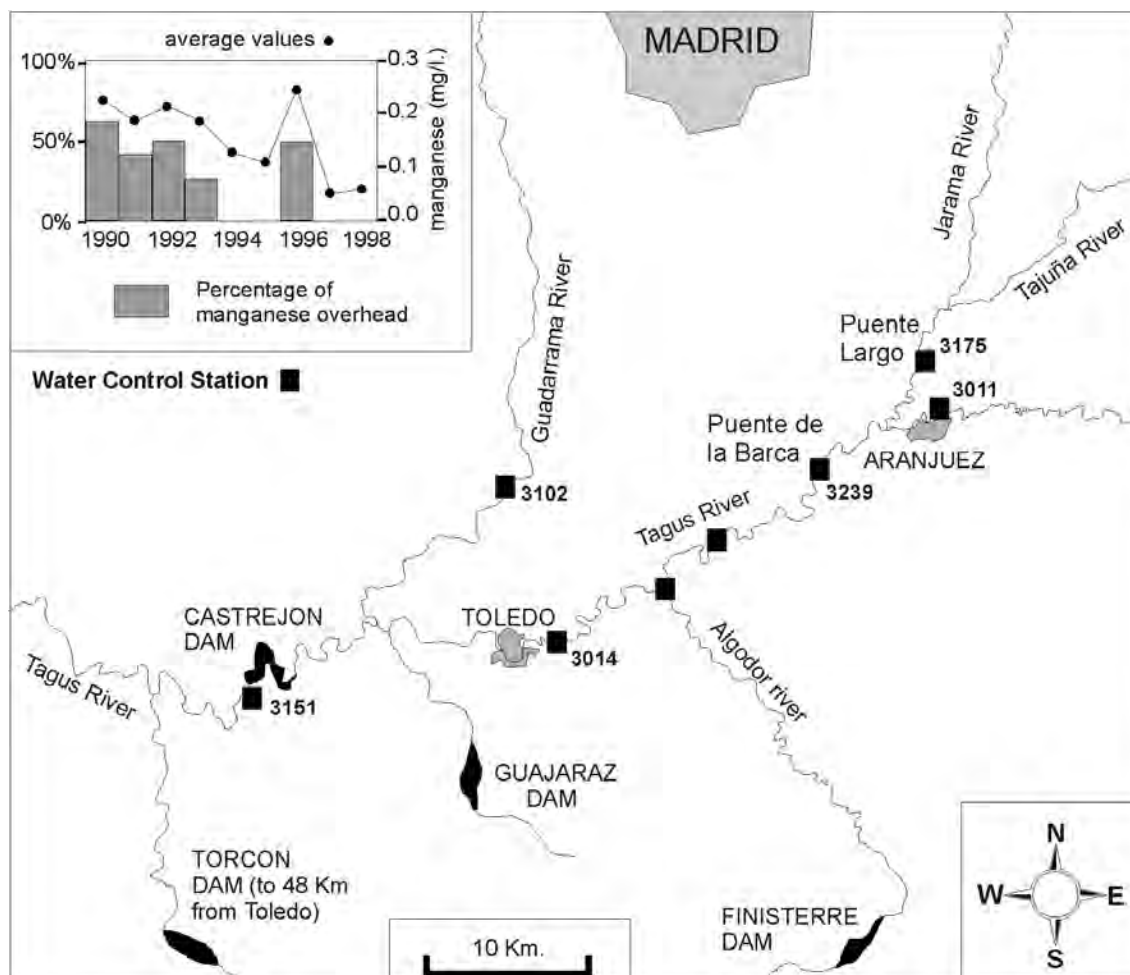 average values
100%
50%
0%
0.3
0.2
0.1
0.0
manganese (mg/l.)
1990 1992 1994 1996 1998
Percentage of
manganese overhead
Water Control Station
MADRID
Jarama River
Tajuña River
Guadarrama River
Puente
Largo
3175
3011
Puente de
la Barca
ARANJUEZ
3239
3102
Tagus River
CASTREJON
DAM
TOLEDO
3014
Algodor river
Tagus River
3151
GUAJARAZ
DAM
TORCON
DAM (to 48 Km
from Toledo)
10 Km.
FINISTERRE
DAM
N
W E
S